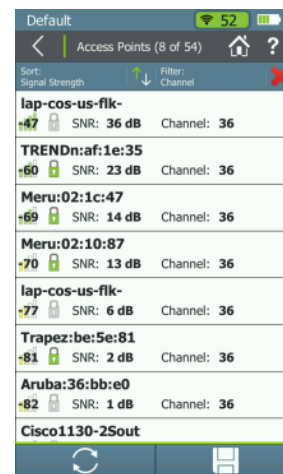 Default 52
Access Points (8 of 54) ?
Sort: Filter:
Signal Strength Channel
lap-cos-us-flk-
-47 SNR: 36 dB Channel: 36
TRENDn:af:1e:35
-60 SNR: 23 dB Channel: 36
Meru:02:1c:47
-69 SNR: 14 dB Channel: 36
Meru:02:10:87
-70 SNR: 13 dB Channel: 36
lap-cos-us-flk-
-77 SNR: 6 dB Channel: 36
Trapez:be:5e:81
-81 SNR: 2 dB Channel: 36
Aruba:36:bb:e0
-82 SNR: 1 dB Channel: 36
Cisco1130-2Sout